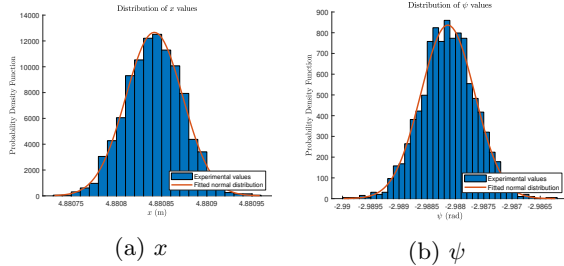 Distribution of x values
Probability Density Function
14000
12000
10000
8000
6000
4000
2000
0
4.88075
4.8808
4.88085
4.8809
4.88095
x (m)
Experimental values
Fitted normal distribution
(a) x
Distribution of ψ values
Probability Density Function
900
800
700
600
500
400
300
200
100
0
-2.99
-2.9895
-2.989
-2.9885
-2.988
-2.9875
-2.987
-2.9865
ψ (rad)
Experimental values
Fitted normal distribution
(b) ψ